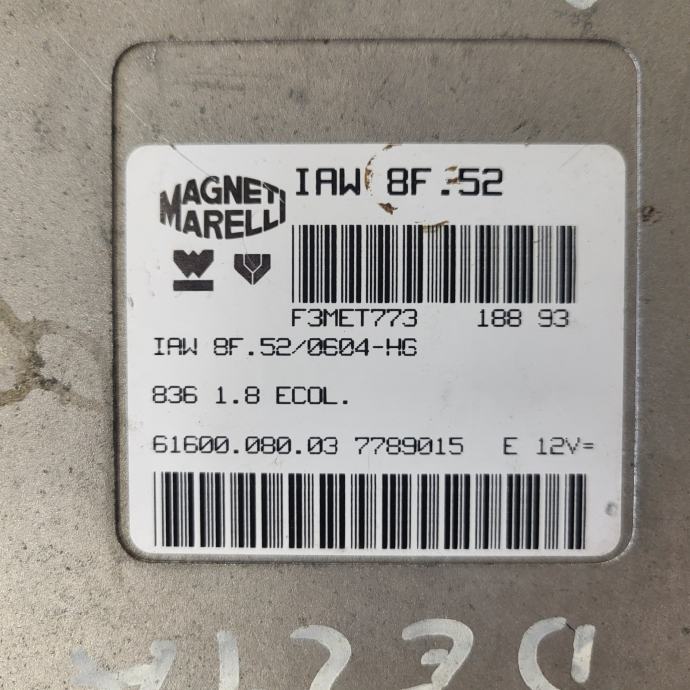 IAW 8F.52
MAGNETI
MARELLI
F3MET773 188 93
IAW 8F.52/0604-HG
836 1.8 ECOL.
61600.080.03 7789015 E 12V=